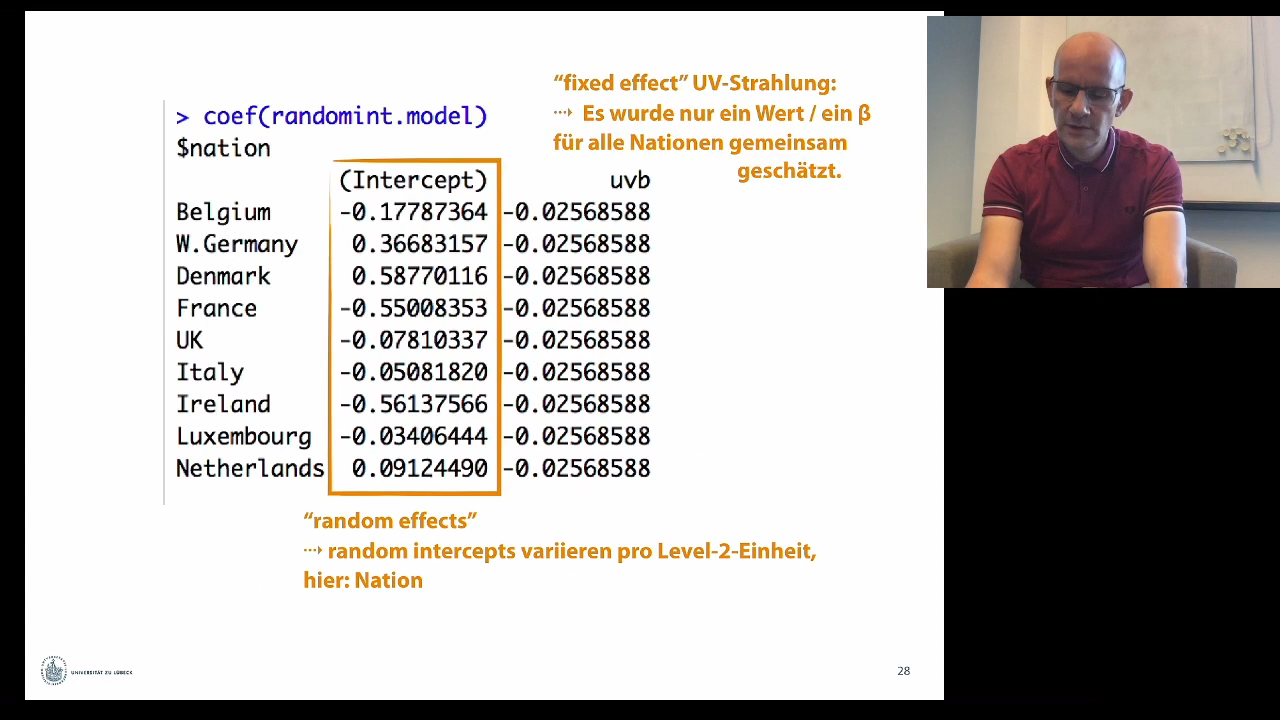 “fixed effect” UV-Strahlung:
⇢ Es wurde nur ein Wert / ein β
für alle Nationen gemeinsam
geschätzt.
> coef(randomint.model)
$nation
(Intercept) uvb
Belgium -0.17787364 -0.02568588
W.Germany 0.36683157 -0.02568588
Denmark 0.58770116 -0.02568588
France -0.55008353 -0.02568588
UK -0.07810337 -0.02568588
Italy -0.05081820 -0.02568588
Ireland -0.56137566 -0.02568588
Luxembourg -0.03406444 -0.02568588
Netherlands 0.09124490 -0.02568588
“random effects”
⇢ random intercepts variieren pro Level-2-Einheit,
hier: Nation
UNIVERSITÄT ZU LÜBECK
28